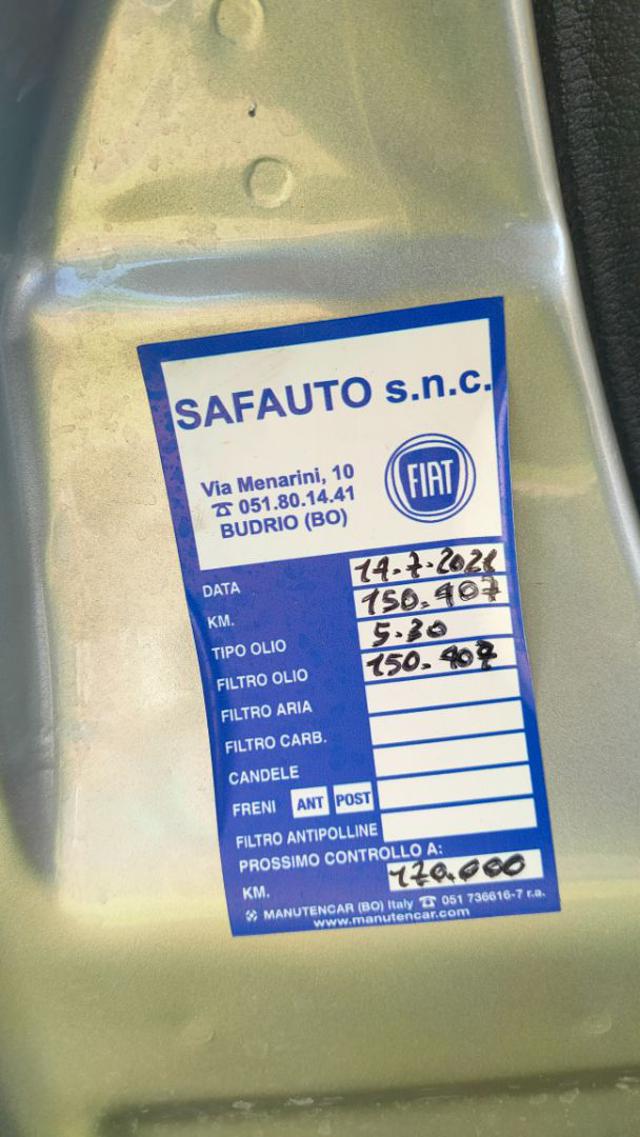 SAFAUTO s.n.c.
Via Menarini, 10
☎ 051.80.14.41
BUDRIO (BO)
FIAT
DATA 14.7.2021
KM. 150.407
TIPO OLIO 5.30
FILTRO OLIO 150.407
FILTRO ARIA
FILTRO CARB.
CANDELE
FRENI ANT POST
FILTRO ANTIPOLLINE
PROSSIMO CONTROLLO A:
KM. 170.000
MANUTENCAR (BO) Italy ☎ 051 736616-7 r.a.
www.manutencar.com